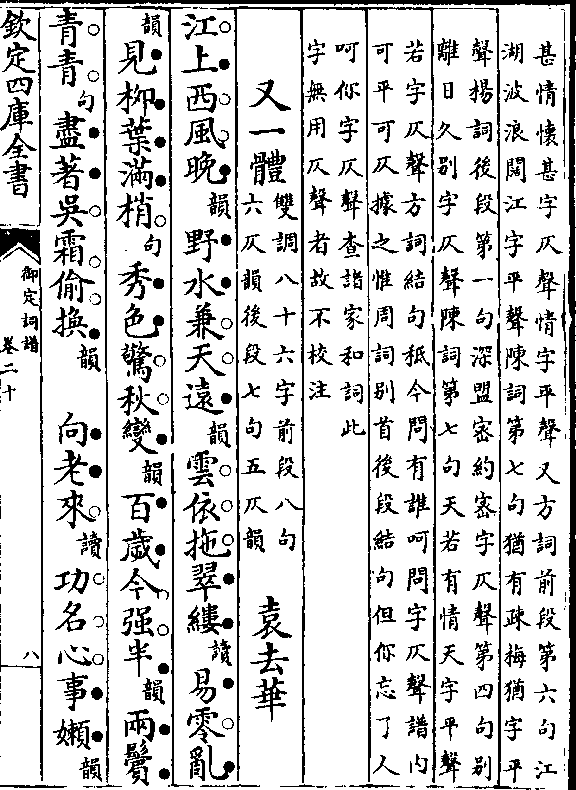 甚情懷甚字仄聲情字平聲又方詞前段第六句江
湖波浪闊江字平聲陳詞第七句猶有疎梅猶字平
聲楊詞後段第一句深盟密約密字仄聲第四句別
離日久别字仄聲陳詞第七句天若有情天字平聲
若字仄聲方詞結句秖今問有誰呵問字仄聲譜内
可平可仄據之惟周詞别首後段結句但你忘了人
呵你字仄聲查譜家和詞此
字無用仄聲者故不校注
又一體 雙調八十六字前段八句六仄韻後段七句五仄韻 袁去華
江上西風晚韻野水兼天遠韻雲依拖翠縷讀易零亂
韻見柳葉滿梢句秀色驚秋變韻百歲今强半韻兩鬢
青青句盡著吳霜偷換韻 向老來讀功名心事嬾韻
欽定四庫全書
御定詞譜
卷二十
八